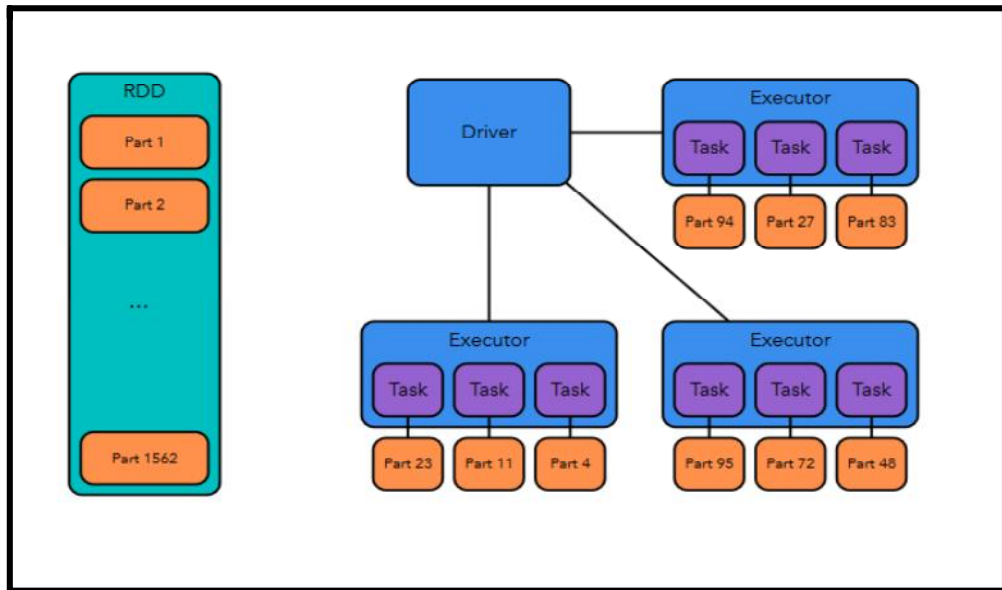 RDD
Part 1
Part 2
...
Part 1562
Driver
Executor
Task Task Task
Part 94 Part 27 Part 83
Executor
Task Task Task
Part 23 Part 11 Part 4
Executor
Task Task Task
Part 95 Part 72 Part 48